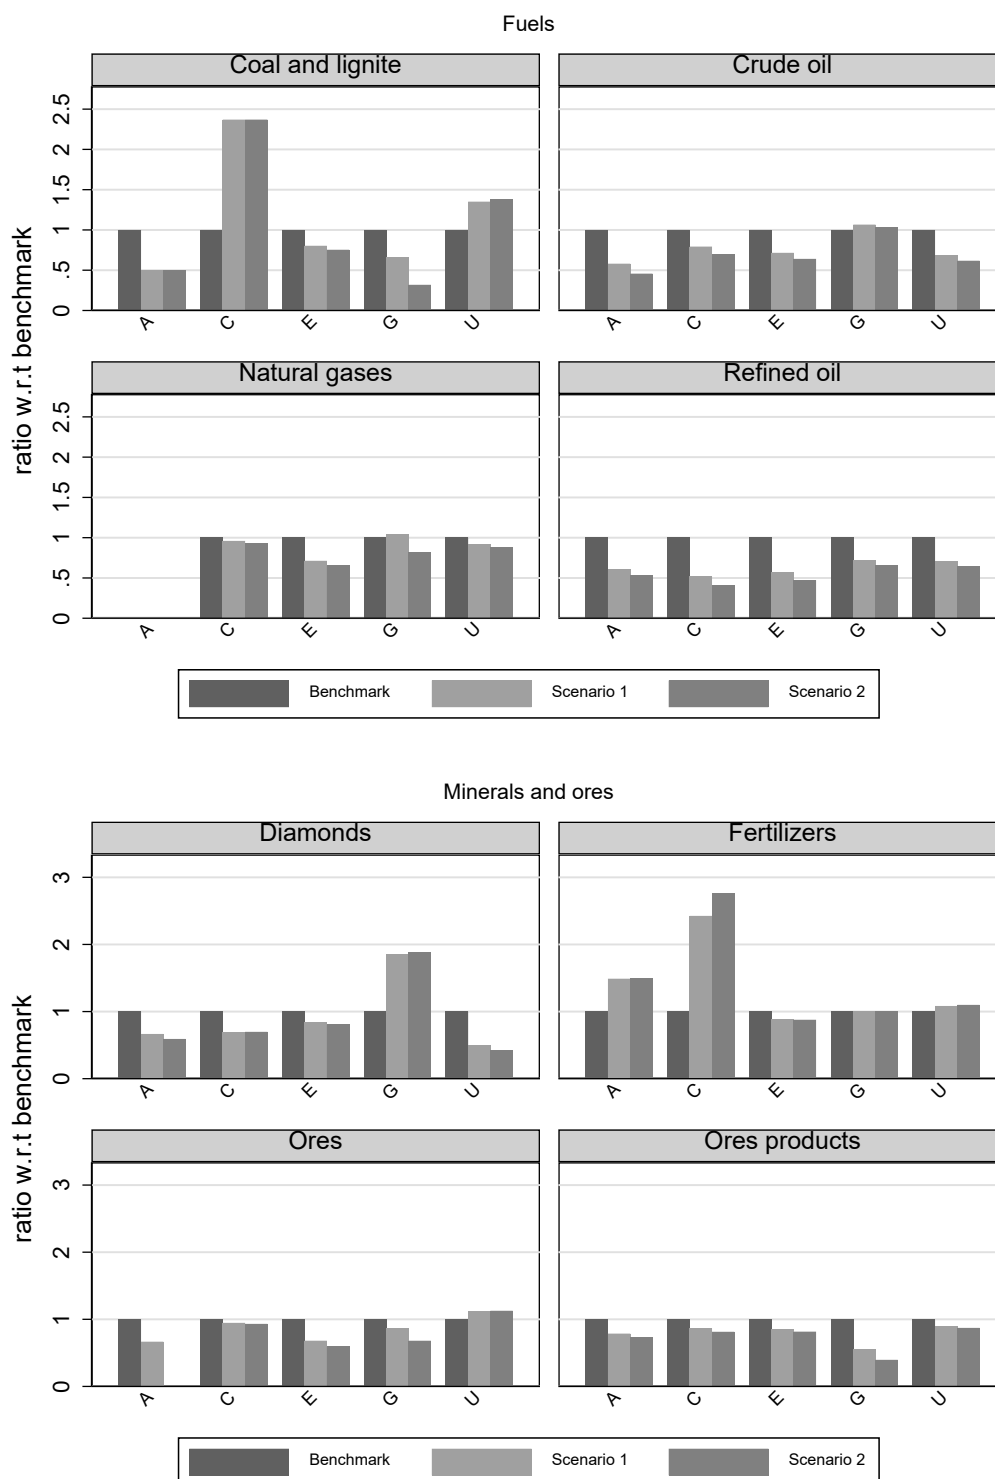 Fuels
Coal and lignite
Crude oil
ratio w.r.t benchmark
2.5
2
1.5
1
.5
0
A C E G U
A C E G U
Natural gases
Refined oil
2.5
2
1.5
1
.5
0
A C E G U
A C E G U
Benchmark Scenario 1 Scenario 2
Minerals and ores
Diamonds
Fertilizers
ratio w.r.t benchmark
3
2
1
0
A C E G U
A C E G U
Ores
Ores products
3
2
1
0
A C E G U
A C E G U
Benchmark Scenario 1 Scenario 2